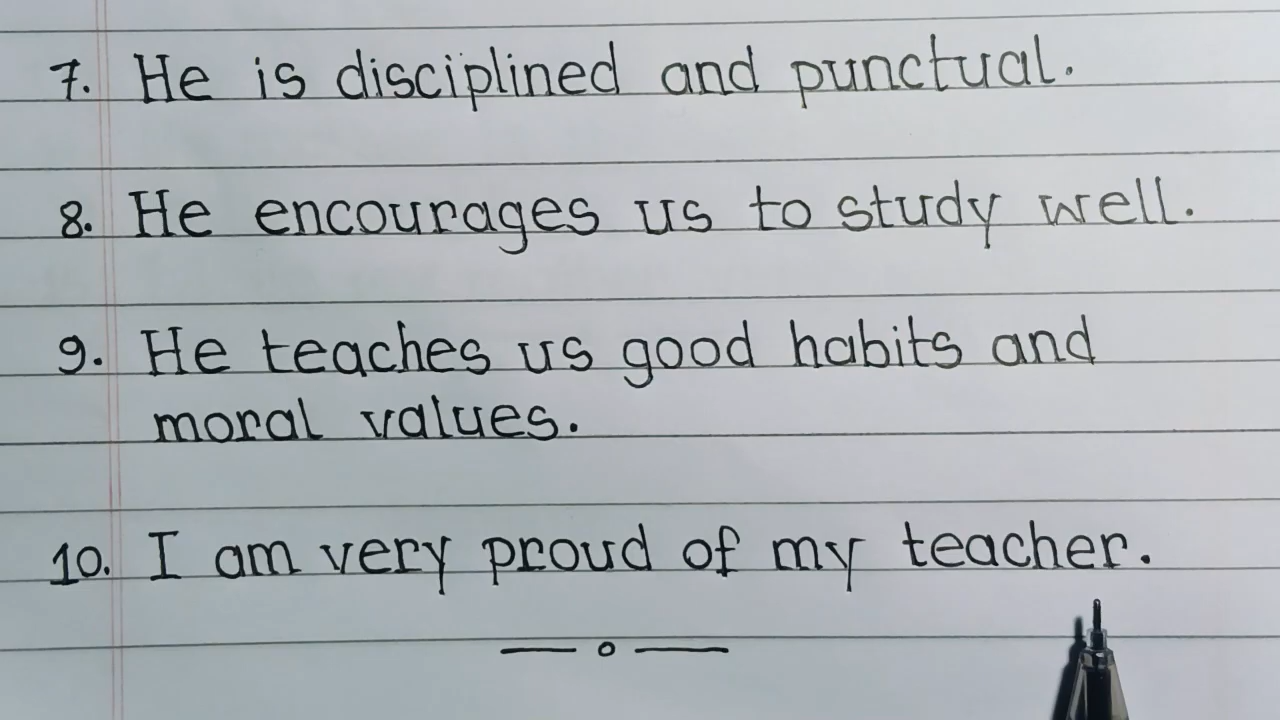 7. He is disciplined and punctual.
8. He encourages us to study well.
9. He teaches us good habits and
moral values.
10. I am very proud of my teacher.